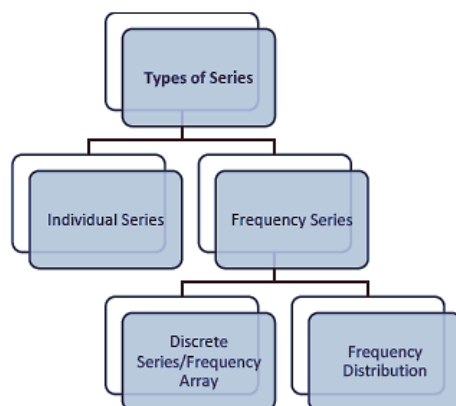 Types of Series
Individual Series
Frequency Series
Discrete
Series/Frequency
Array
Frequency
Distribution